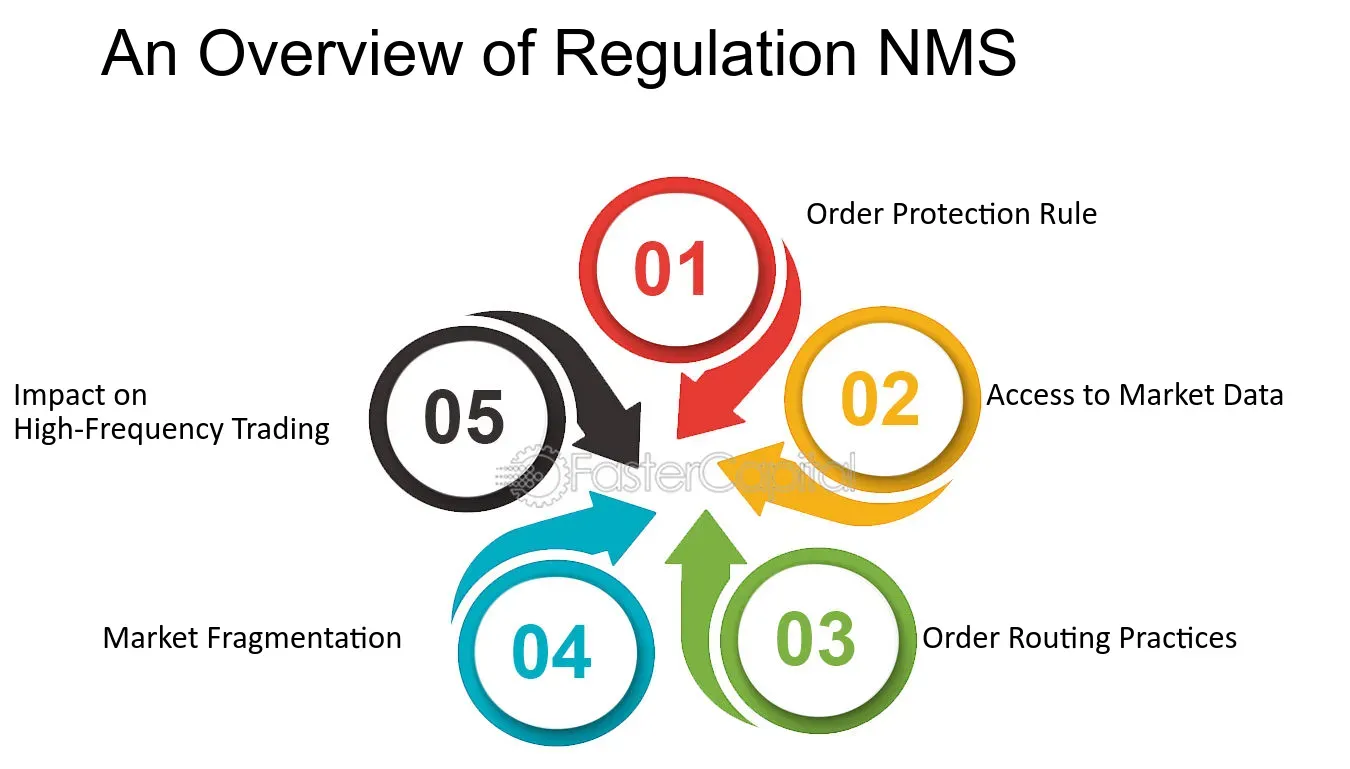 An Overview of Regulation NMS
01
Order Protection Rule
02
Access to Market Data
03
Order Routing Practices
04
Market Fragmentation
05
Impact on
High-Frequency Trading
FasterCapital